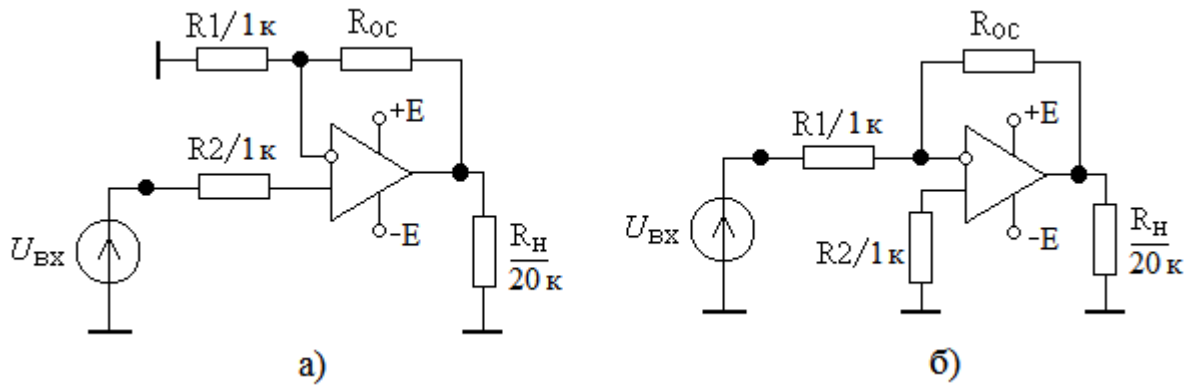 R1/1к
RОС
+E
R2/1к
-E
UВХ
RН
20 к
а)
RОС
+E
R1/1к
-E
UВХ
R2/1к
RН
20 к
б)